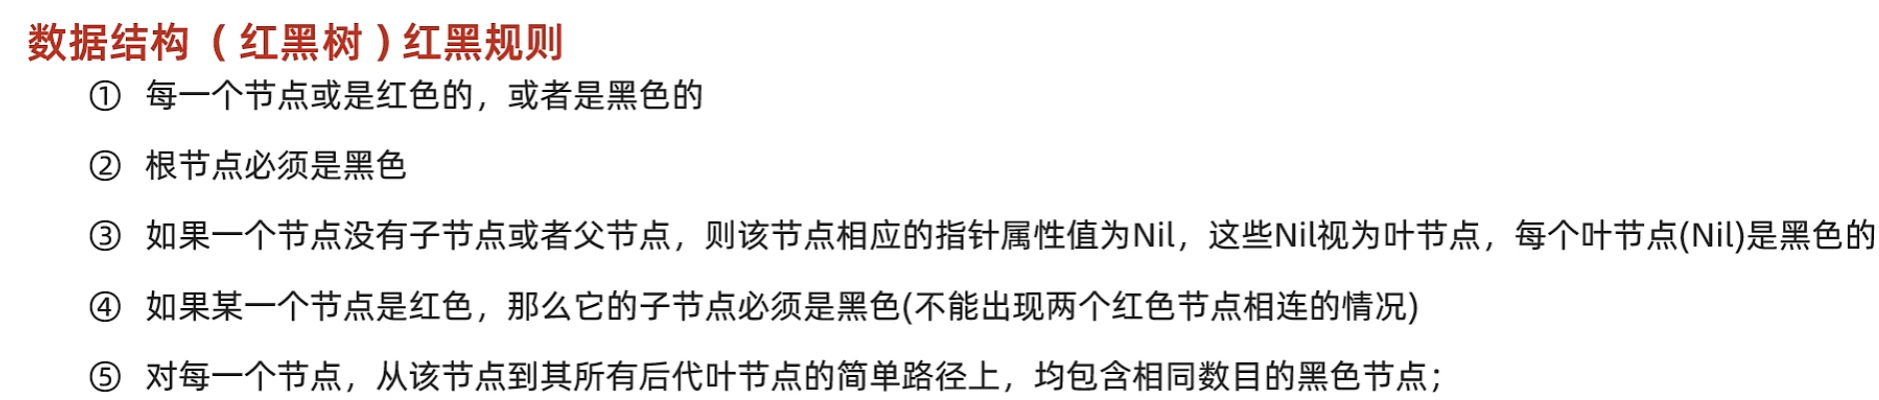 数据结构（红黑树）红黑规则
① 每一个节点或是红色的，或者是黑色的
② 根节点必须是黑色
③ 如果一个节点没有子节点或者父节点，则该节点相应的指针属性值为Nil，这些Nil视为叶节点，每个叶节点(Nil)是黑色的
④ 如果某一个节点是红色，那么它的子节点必须是黑色(不能出现两个红色节点相连的情况)
⑤ 对每一个节点，从该节点到其所有后代叶节点的简单路径上，均包含相同数目的黑色节点；